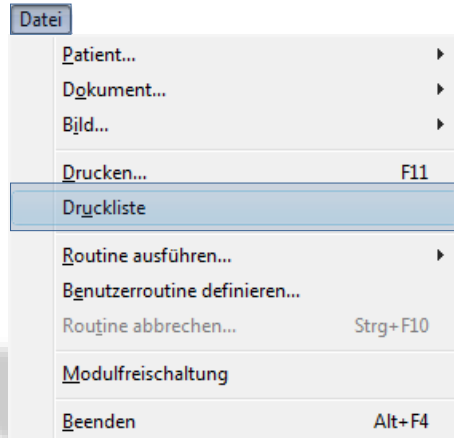 Datei
Patient...
Dokument...
Bild...
Drucken... F11
Druckliste
Routine ausführen...
Benutzerroutine definieren...
Routine abbrechen... Strg+F10
Modulfreischaltung
Beenden Alt+F4